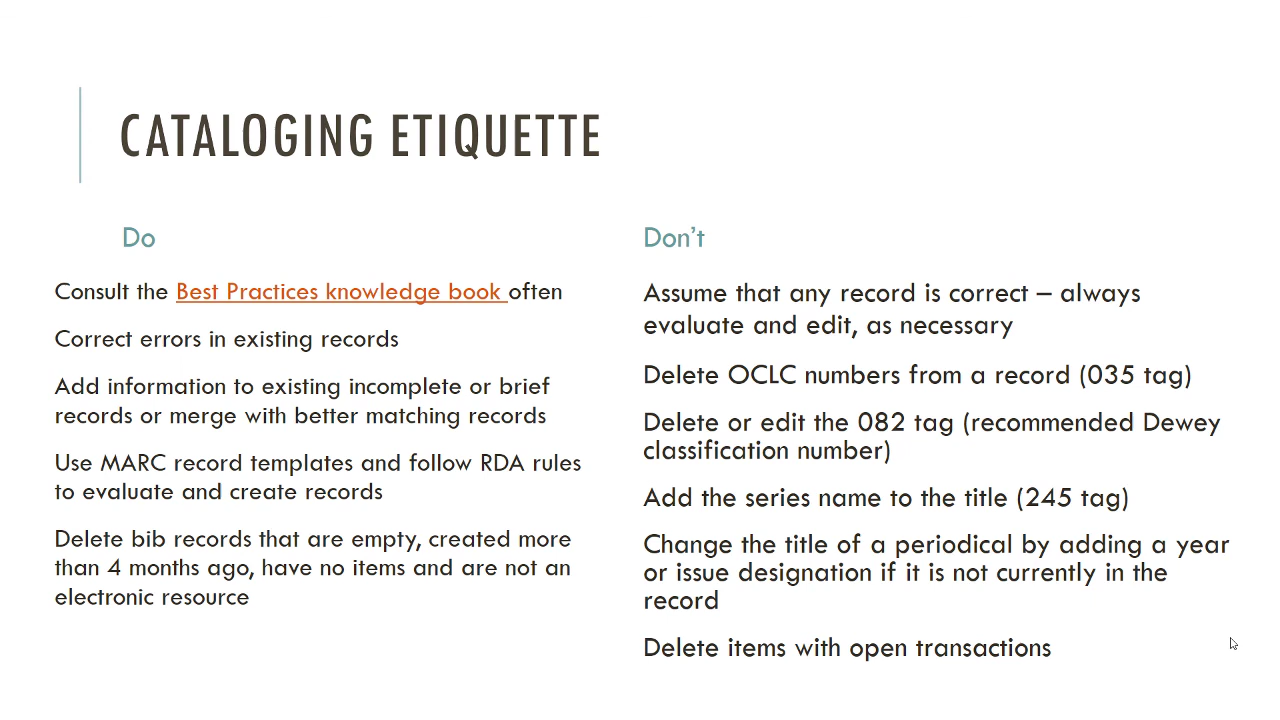 CATALOGING ETIQUETTE
Do
Consult the Best Practices knowledge book often
Correct errors in existing records
Add information to existing incomplete or brief
records or merge with better matching records
Use MARC record templates and follow RDA rules
to evaluate and create records
Delete bib records that are empty, created more
than 4 months ago, have no items and are not an
electronic resource
Don’t
Assume that any record is correct – always
evaluate and edit, as necessary
Delete OCLC numbers from a record (035 tag)
Delete or edit the 082 tag (recommended Dewey
classification number)
Add the series name to the title (245 tag)
Change the title of a periodical by adding a year
or issue designation if it is not currently in the
record
Delete items with open transactions